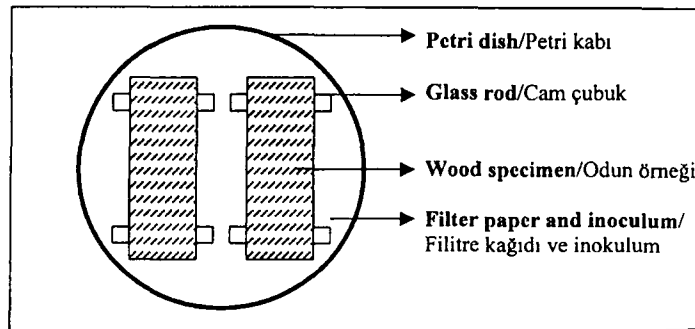 Petri dish/Petri kabı
Glass rod/Cam çubuk
Wood specimen/Odun örneği
Filter paper and inoculum/
Filitre kağıdı ve inokulum